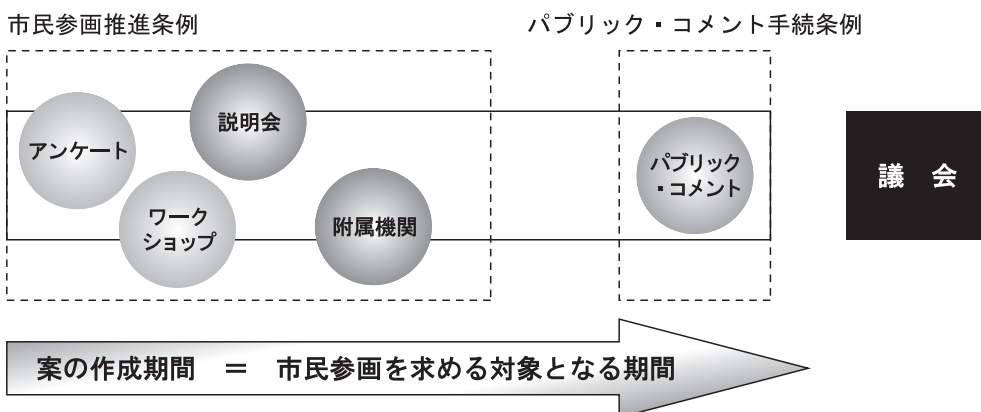 市民参画推進条例
パブリック・コメント手続条例
アンケート
説明会
ワーク
ショップ
附属機関
パブリック
・コメント
議 会
案の作成期間 = 市民参画を求める対象となる期間